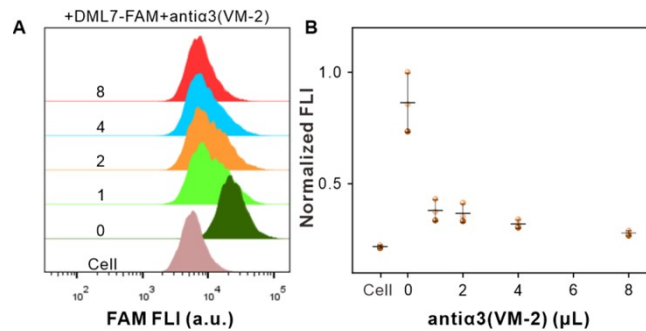 A
+DML7-FAM+antiα3(VM-2)
8
4
2
1
0
Cell
10² 10³ 10⁴ 10⁵
FAM FLI (a.u.)
B
Normalized FLI
1.0
0.5
Cell 0 2 4 6 8
antiα3(VM-2) (μL)